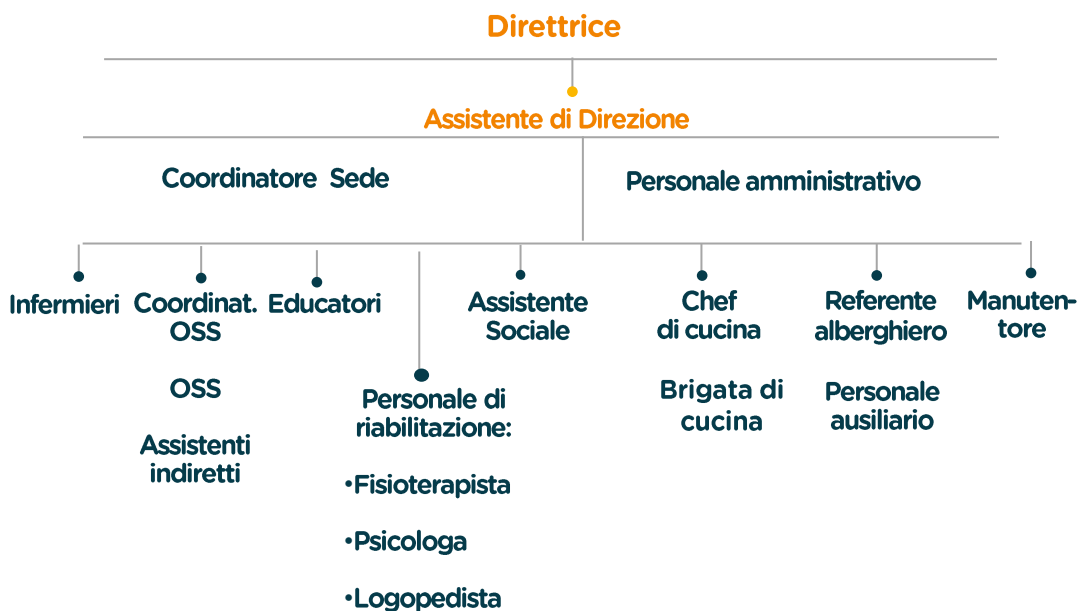 Direttrice
Assistente di Direzione
Coordinatore Sede
Personale amministrativo
Infermieri
Coordinat.
OSS
OSS
Assistenti
indiretti
Educatori
Personale di
riabilitazione:
•Fisioterapista
•Psicologa
•Logopedista
Assistente
Sociale
Chef
di cucina
Brigata di
cucina
Referente
alberghiero
Personale
ausiliario
Manuten-
tore